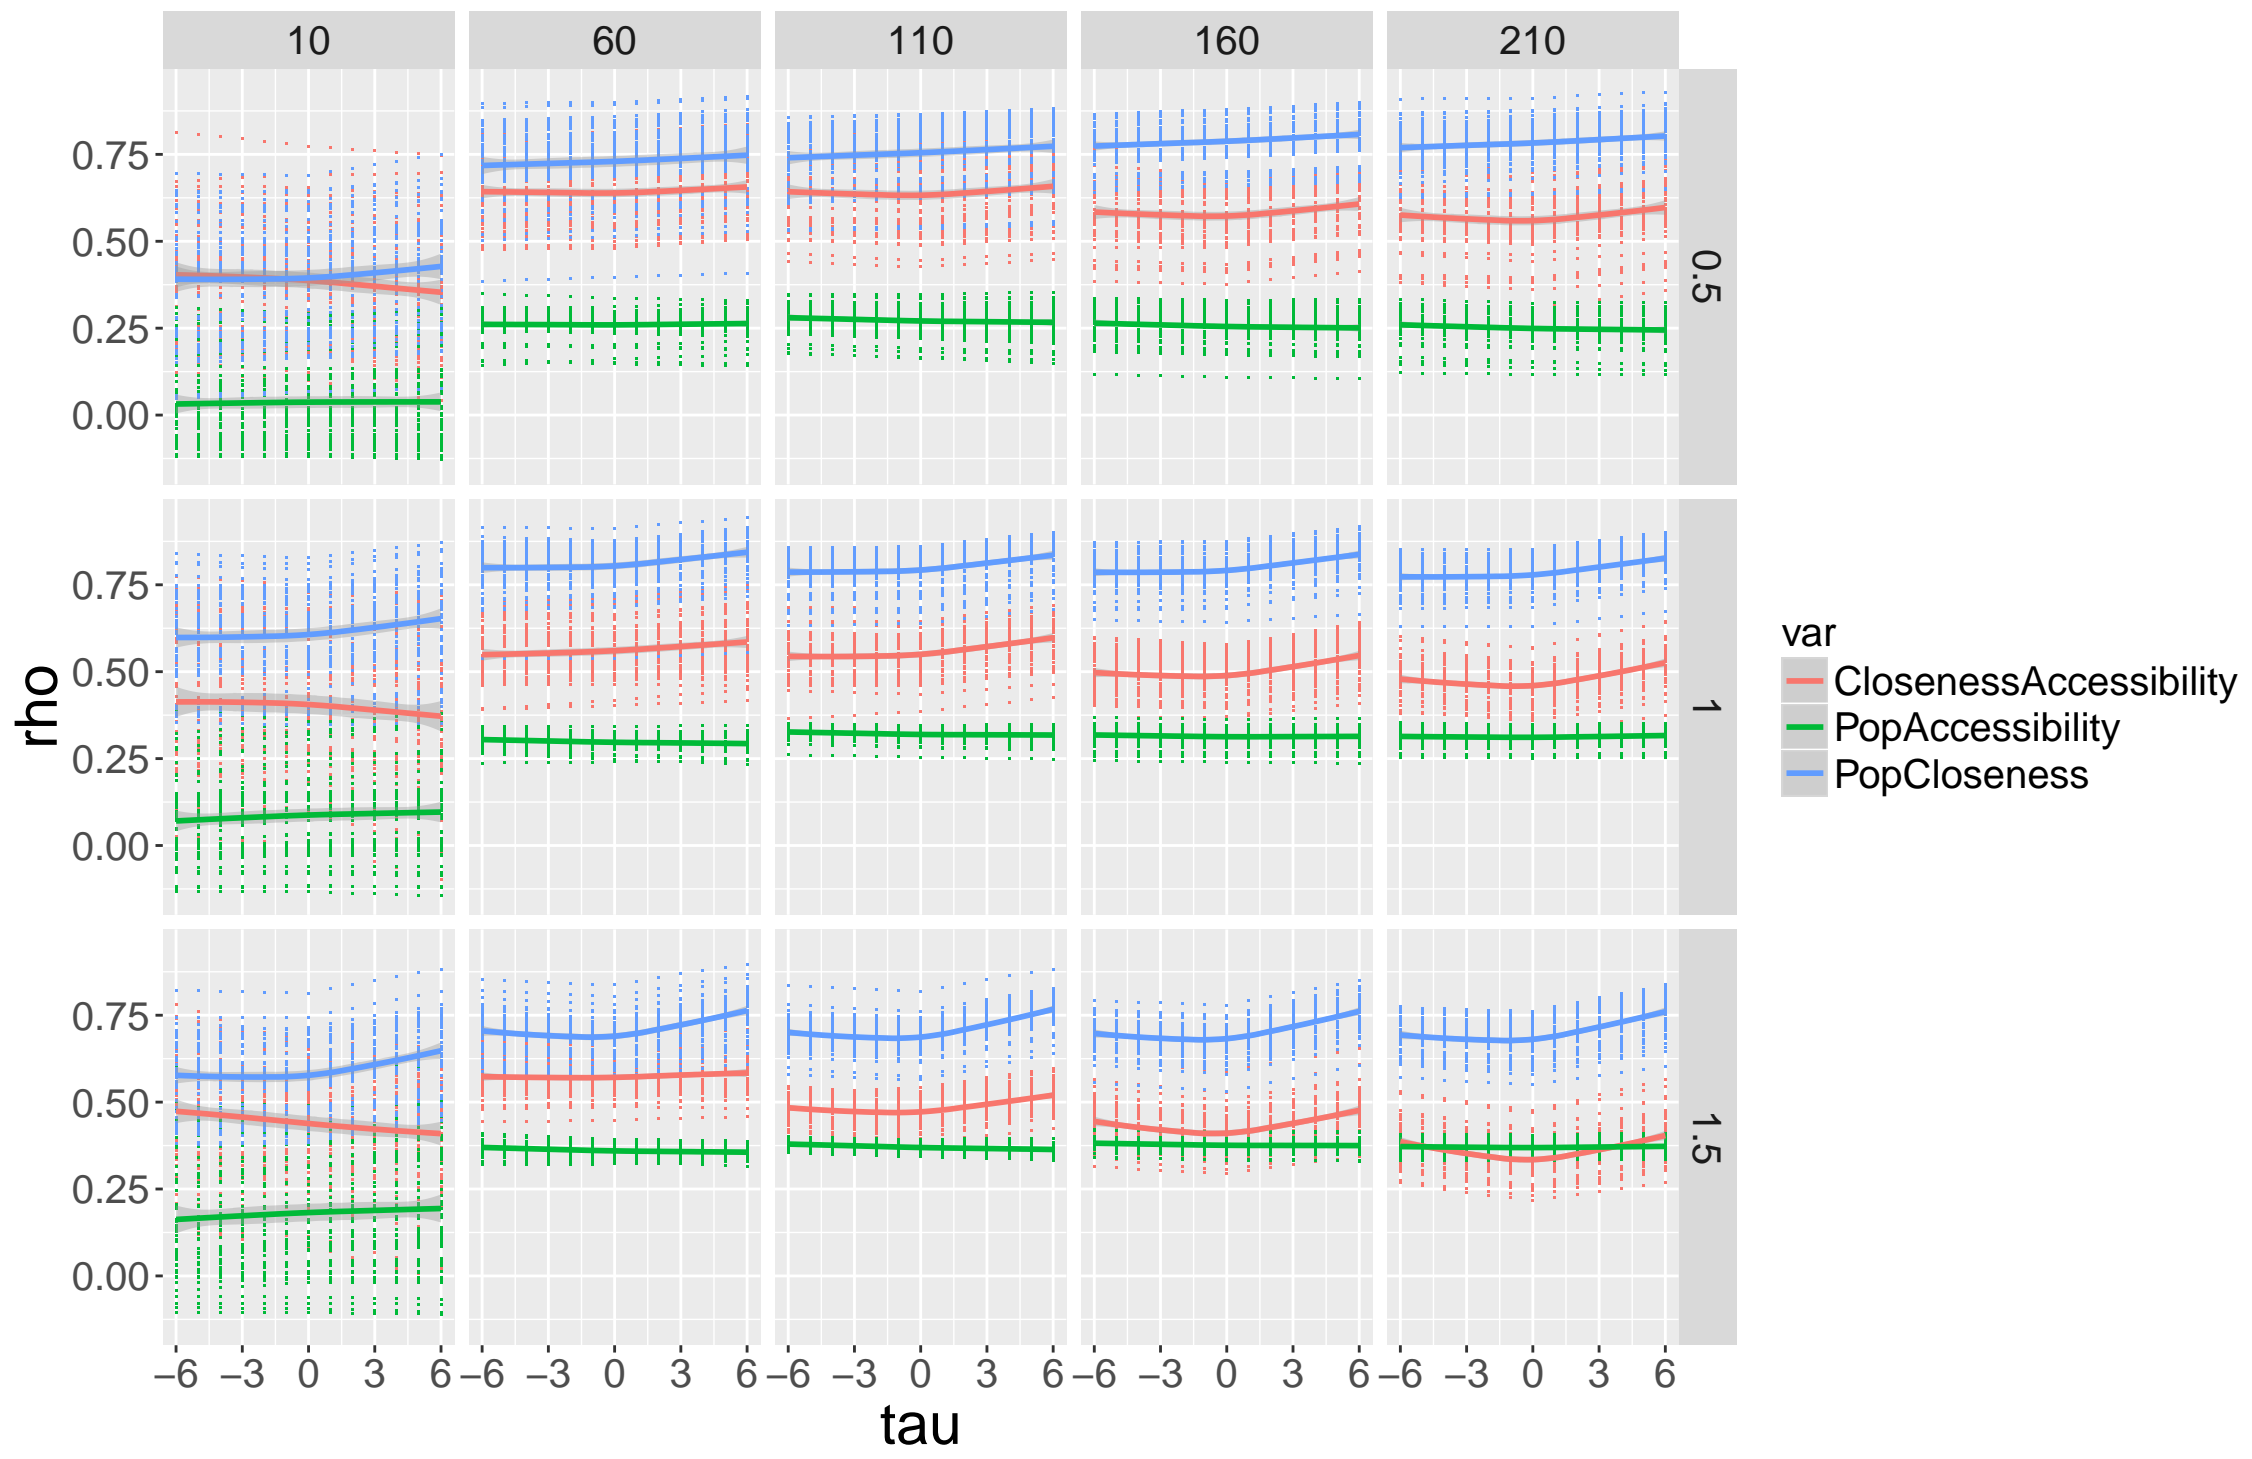 10 60 110 160 210
0.75
0.50
0.25
0.00
0.5
0.75
0.50
0.25
0.00
1
0.75
0.50
0.25
0.00
1.5
rho
−6 −3 0 3 6 −6 −3 0 3 6 −6 −3 0 3 6 −6 −3 0 3 6 −6 −3 0 3 6
tau
var
ClosenessAccessibility
PopAccessibility
PopCloseness